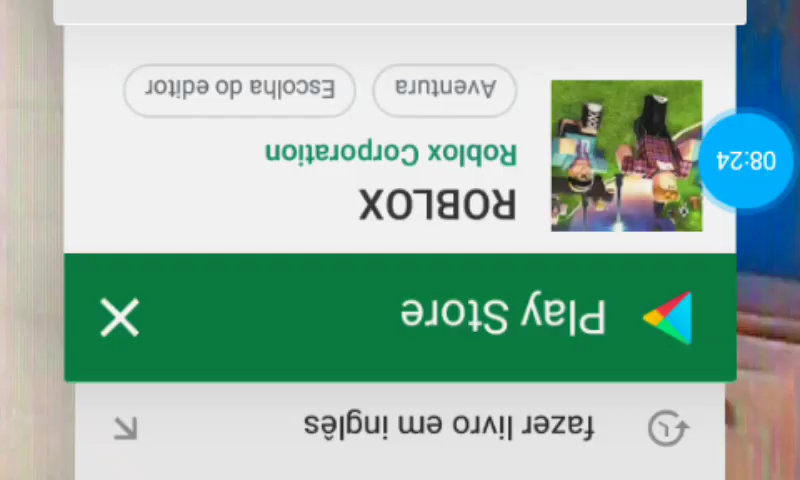 fazer livro em inglês
Play Store
ROBLOX
Roblox Corporation
Aventura
Escolha do editor
08:24